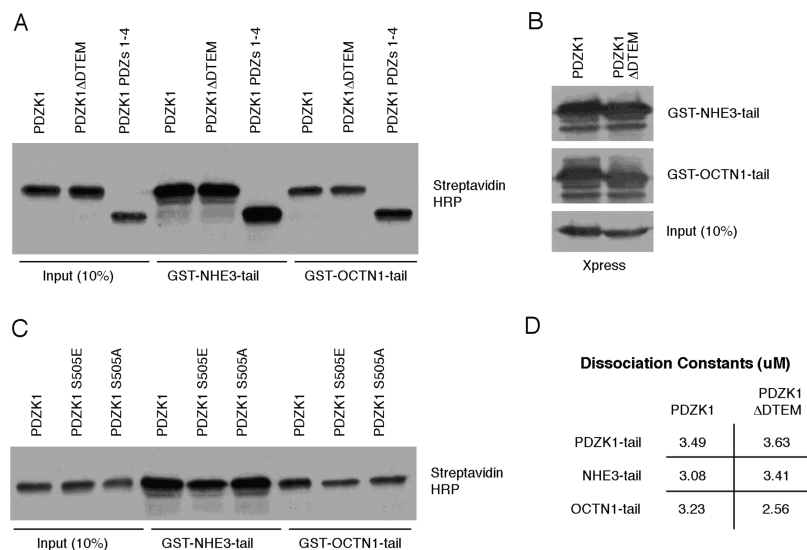 A
PDZK1
PDZK1ΔDTEM
PDZK1 PDZs 1-4
PDZK1
PDZK1ΔDTEM
PDZK1 PDZs 1-4
PDZK1
PDZK1ΔDTEM
PDZK1 PDZs 1-4
Streptavidin
HRP
Input (10%)
GST-NHE3-tail
GST-OCTN1-tail
B
PDZK1
PDZK1
ΔDTEM
GST-NHE3-tail
GST-OCTN1-tail
Input (10%)
Xpress
C
PDZK1
PDZK1 S505E
PDZK1 S505A
PDZK1
PDZK1 S505E
PDZK1 S505A
PDZK1
PDZK1 S505E
PDZK1 S505A
Streptavidin
HRP
Input (10%)
GST-NHE3-tail
GST-OCTN1-tail
D
Dissociation Constants (uM)
PDZK1
PDZK1
ΔDTEM
PDZK1-tail 3.49 3.63
NHE3-tail 3.08 3.41
OCTN1-tail 3.23 2.56